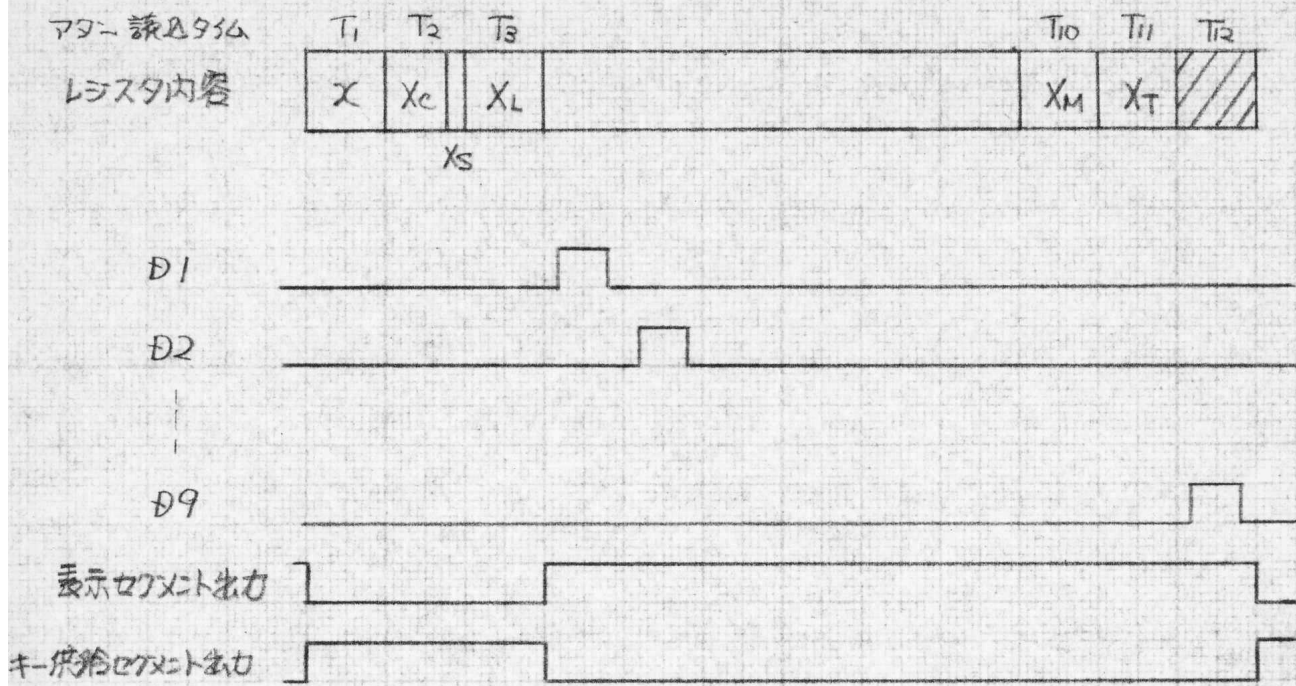 アダー読込タイム T1 T2 T3 T10 T11 T12
レジスタ内容 X XC XL XM XT
XS
D1
D2
D9
表示セグメント出力
キー供給セグメント出力